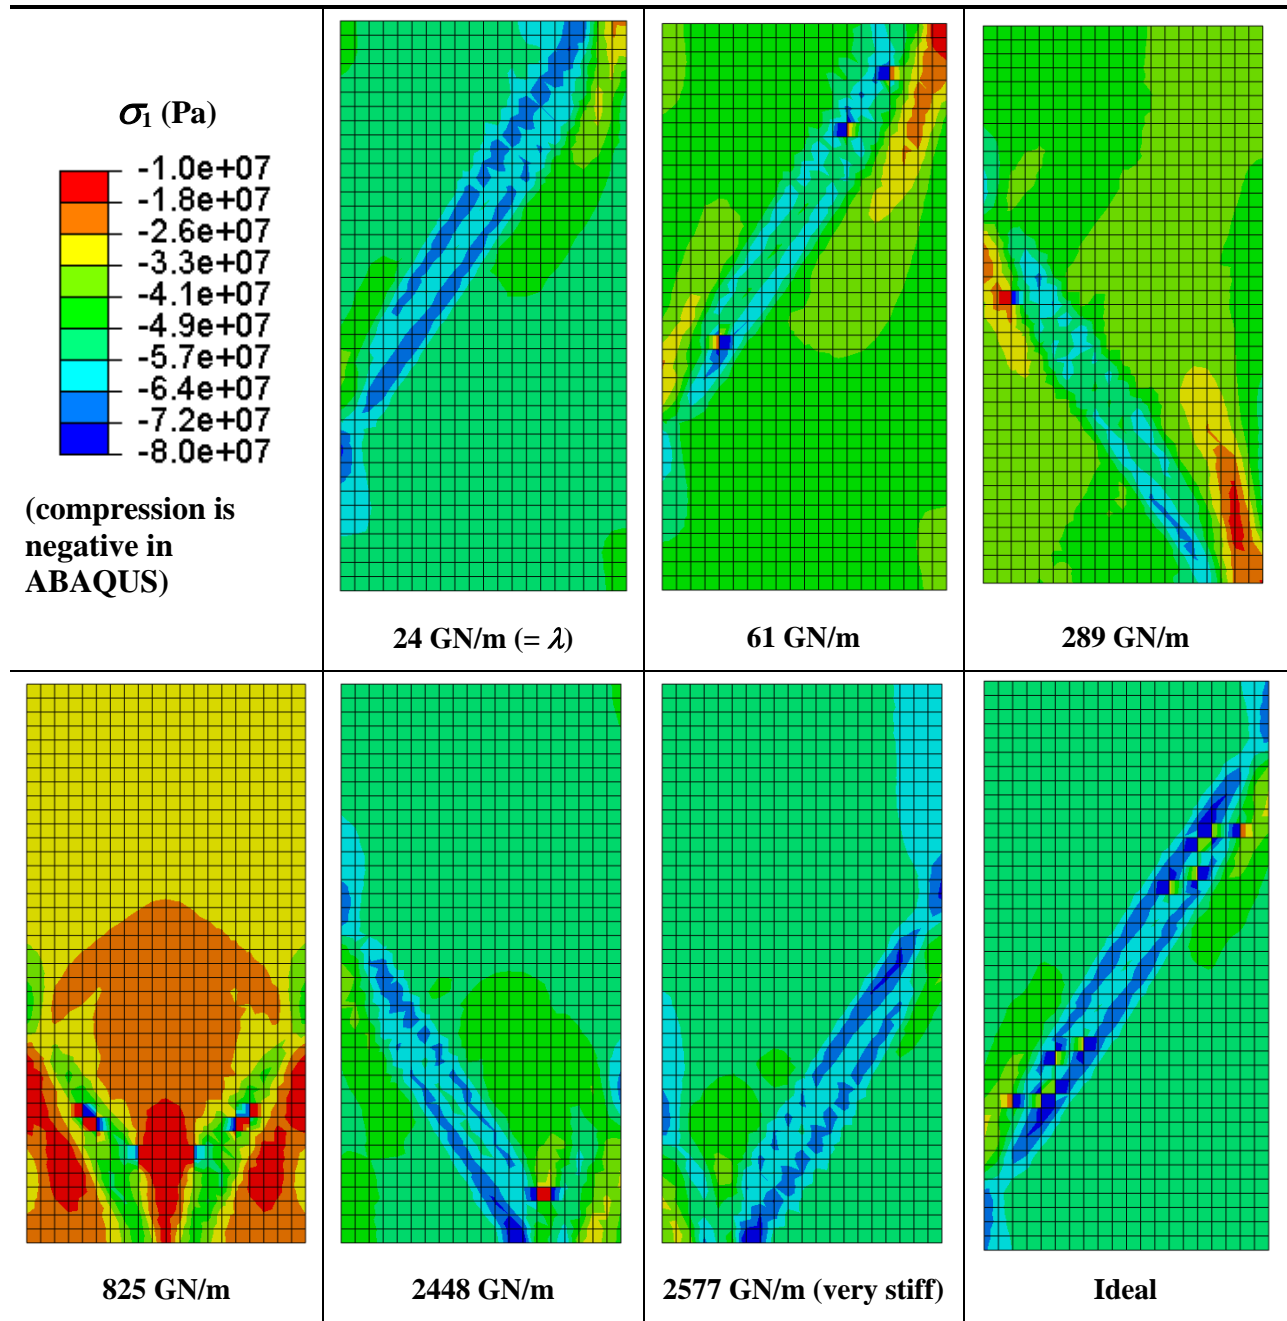 σ1 (Pa)
-1.0e+07
-1.8e+07
-2.6e+07
-3.3e+07
-4.1e+07
-4.9e+07
-5.7e+07
-6.4e+07
-7.2e+07
-8.0e+07
(compression is
negative in
ABAQUS)
24 GN/m (= λ)
61 GN/m
289 GN/m
825 GN/m
2448 GN/m
2577 GN/m (very stiff)
Ideal